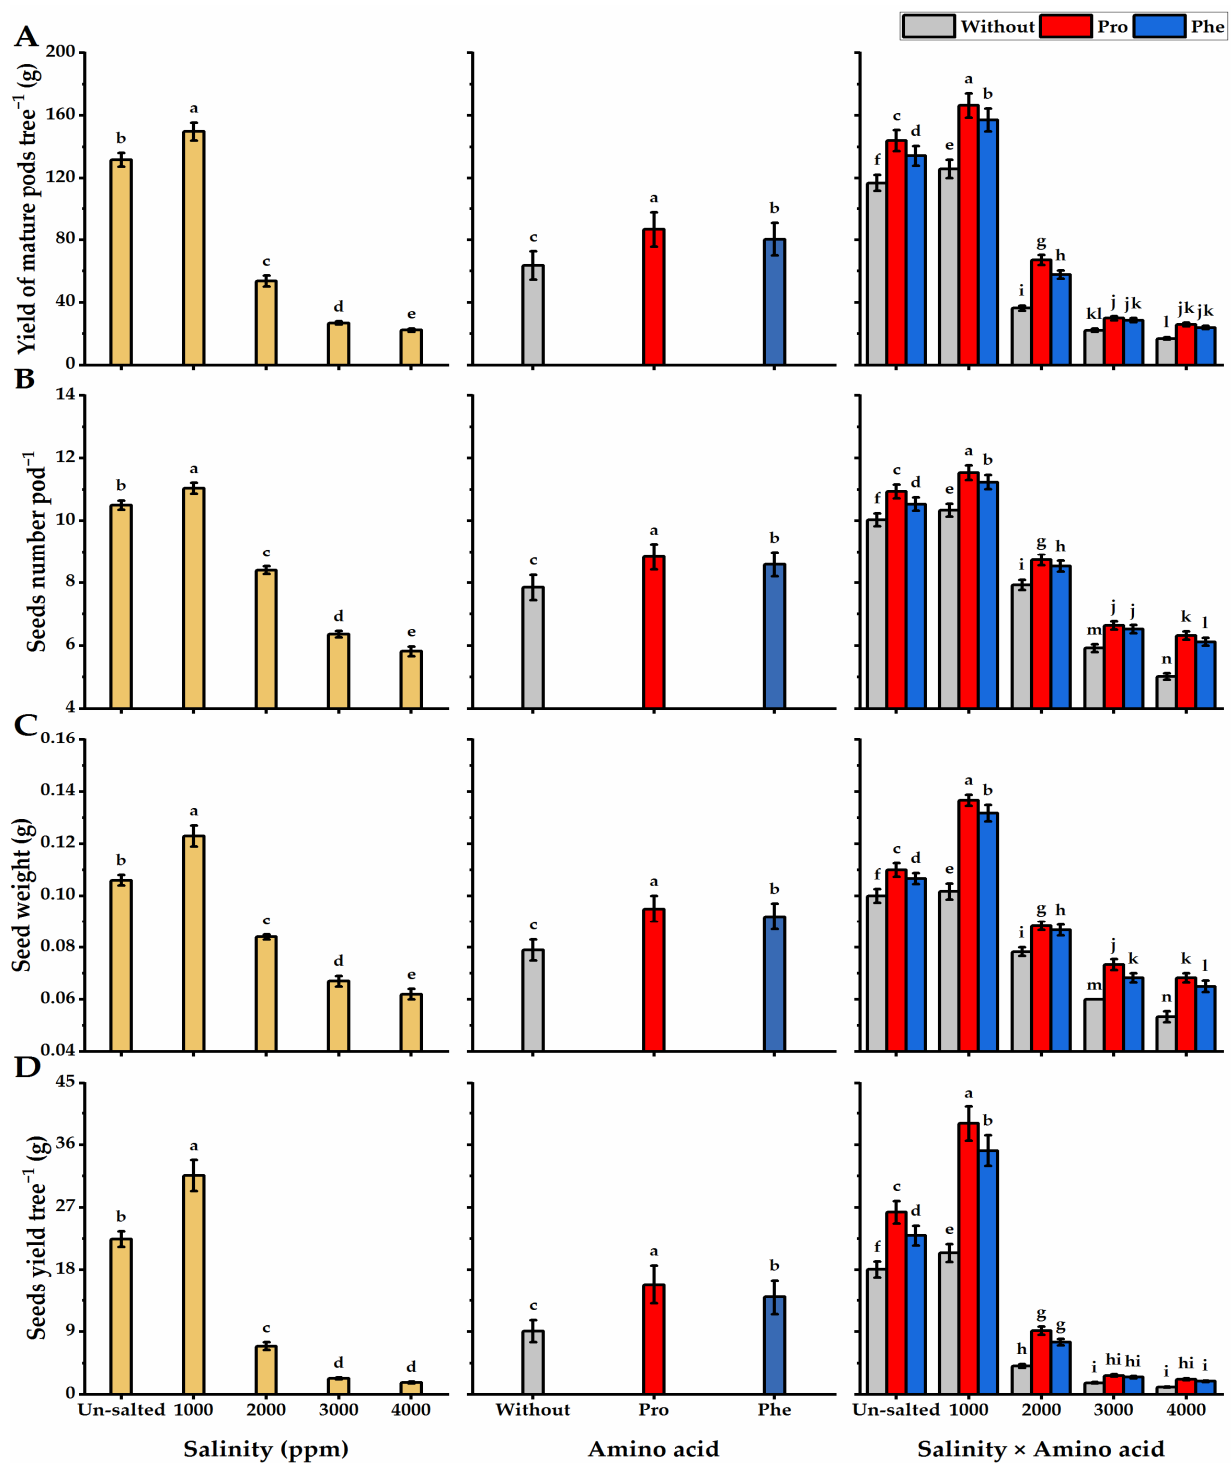 Without Pro Phe
A
Yield of mature pods tree⁻¹ (g)
200
160
120
80
40
0
b a c d e
c a b
f c d e a b i g h kl j jk l jk jk
B
Seeds number pod⁻¹
14
12
10
8
6
4
b a c d e
c a b
f c d e a b i g h m j j n k l
C
Seed weight (g)
0.16
0.14
0.12
0.10
0.08
0.06
0.04
b a c d e
c a b
f c d e a b i g h m j k n k l
D
Seeds yield tree⁻¹ (g)
45
36
27
18
9
0
b a c d d
c a b
f c d e a b h g g i hi hi i hi i
Un-salted 1000 2000 3000 4000
Without Pro Phe
Un-salted 1000 2000 3000 4000
Salinity (ppm)
Amino acid
Salinity × Amino acid